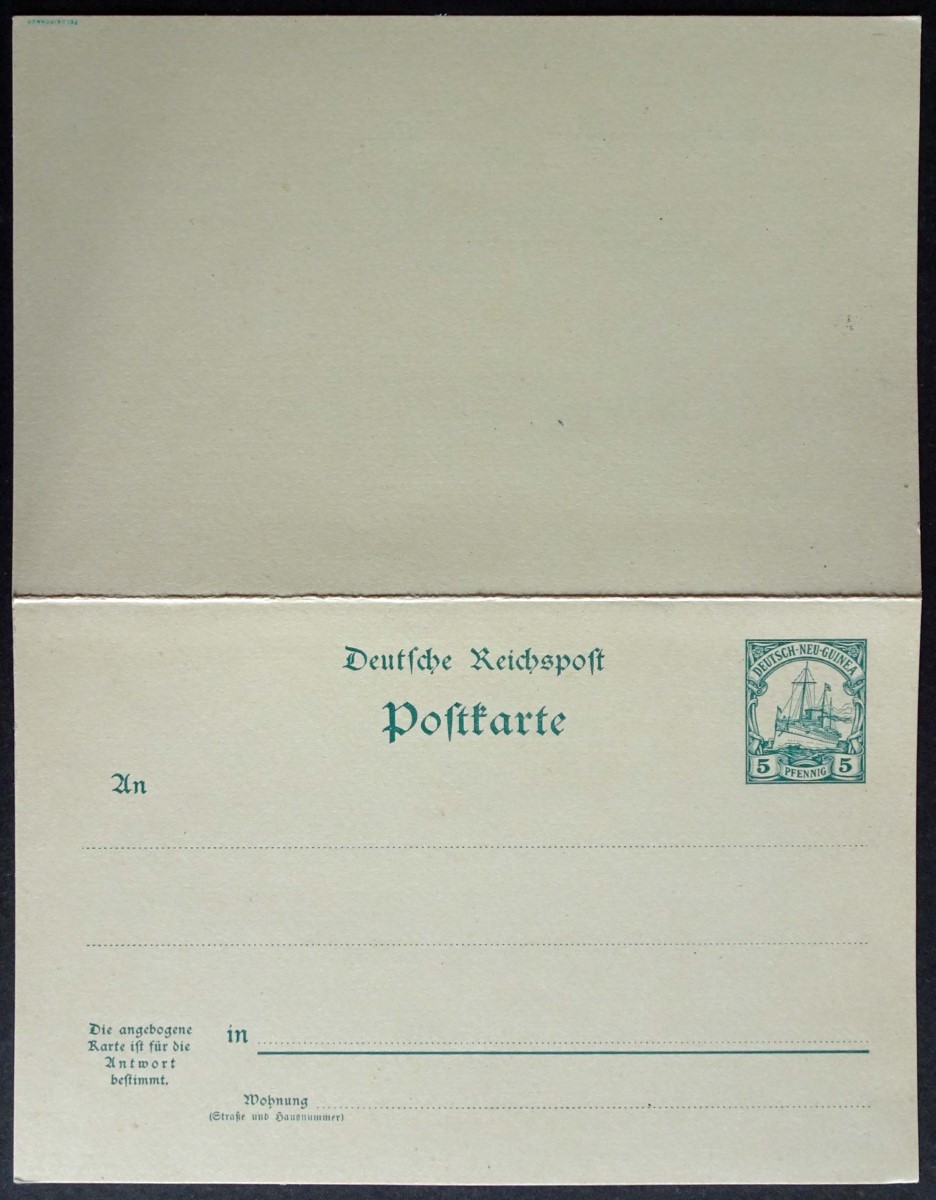 Deutsche Reichspost
Postkarte
DEUTSCH-NEU-GUINEA
5 PFENNIG 5
An
Die angebogene
Karte ist für die
Antwort
bestimmt.
in
Wohnung
(Straße und Hausnummer)